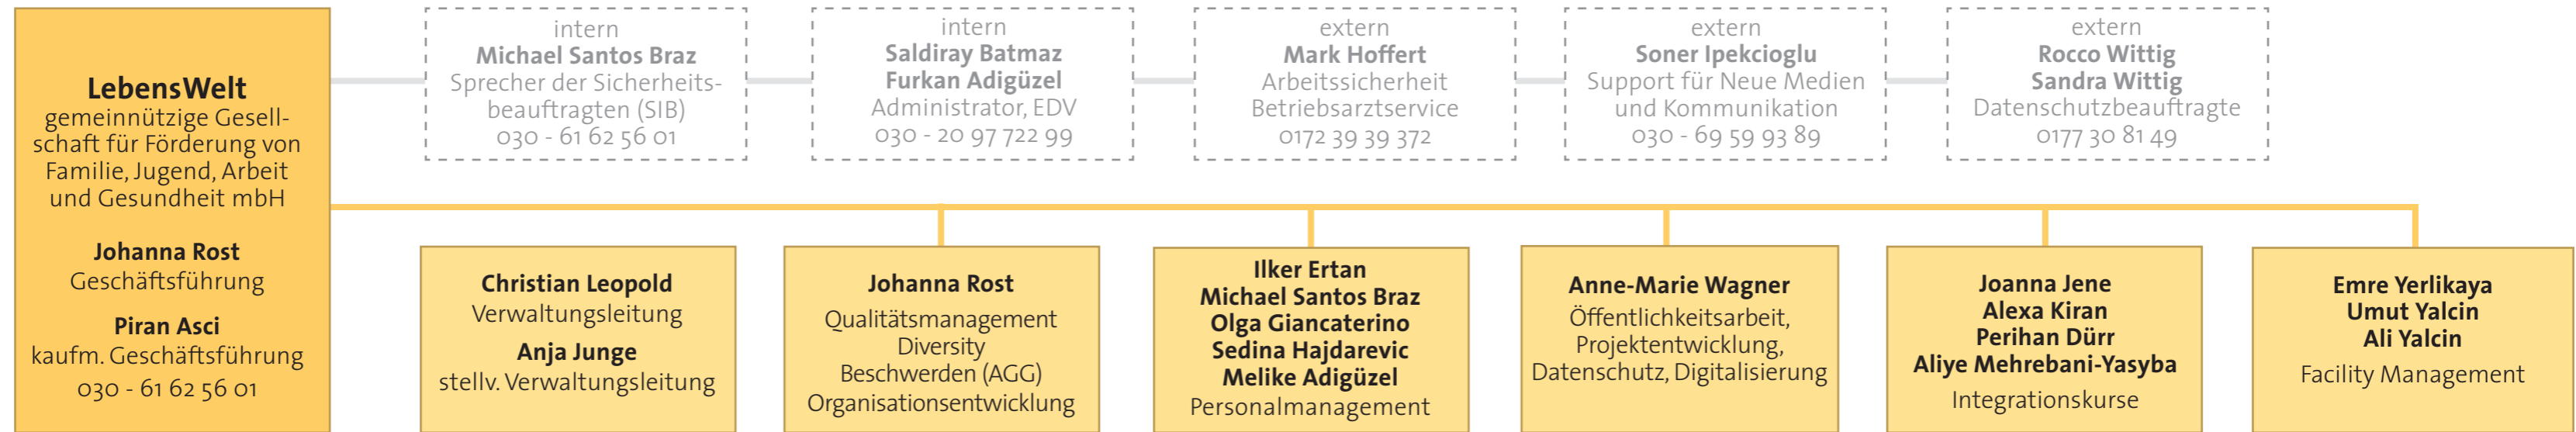 LebensWelt
gemeinnützige Gesell-
schaft für Förderung von
Familie, Jugend, Arbeit
und Gesundheit mbH
Johanna Rost
Geschäftsführung
Piran Asci
kaufm. Geschäftsführung
030 - 61 62 56 01
intern
Michael Santos Braz
Sprecher der Sicherheits-
beauftragten (SIB)
030 - 61 62 56 01
intern
Saldiray Batmaz
Furkan Adigüzel
Administrator, EDV
030 - 20 97 722 99
extern
Mark Hoffert
Arbeitssicherheit
Betriebsarztservice
0172 39 39 372
extern
Soner Ipekcioglu
Support für Neue Medien
und Kommunikation
030 - 69 59 93 89
extern
Rocco Wittig
Sandra Wittig
Datenschutzbeauftragte
0177 30 81 49
Christian Leopold
Verwaltungsleitung
Anja Junge
stellv. Verwaltungsleitung
Johanna Rost
Qualitätsmanagement
Diversity
Beschwerden (AGG)
Organisationsentwicklung
Ilker Ertan
Michael Santos Braz
Olga Giancaterino
Sedina Hajdarevic
Melike Adigüzel
Personalmanagement
Anne-Marie Wagner
Öffentlichkeitsarbeit,
Projektentwicklung,
Datenschutz, Digitalisierung
Joanna Jene
Alexa Kiran
Perihan Dürr
Aliye Mehrebani-Yasyba
Integrationskurse
Emre Yerlikaya
Umut Yalcin
Ali Yalcin
Facility Management